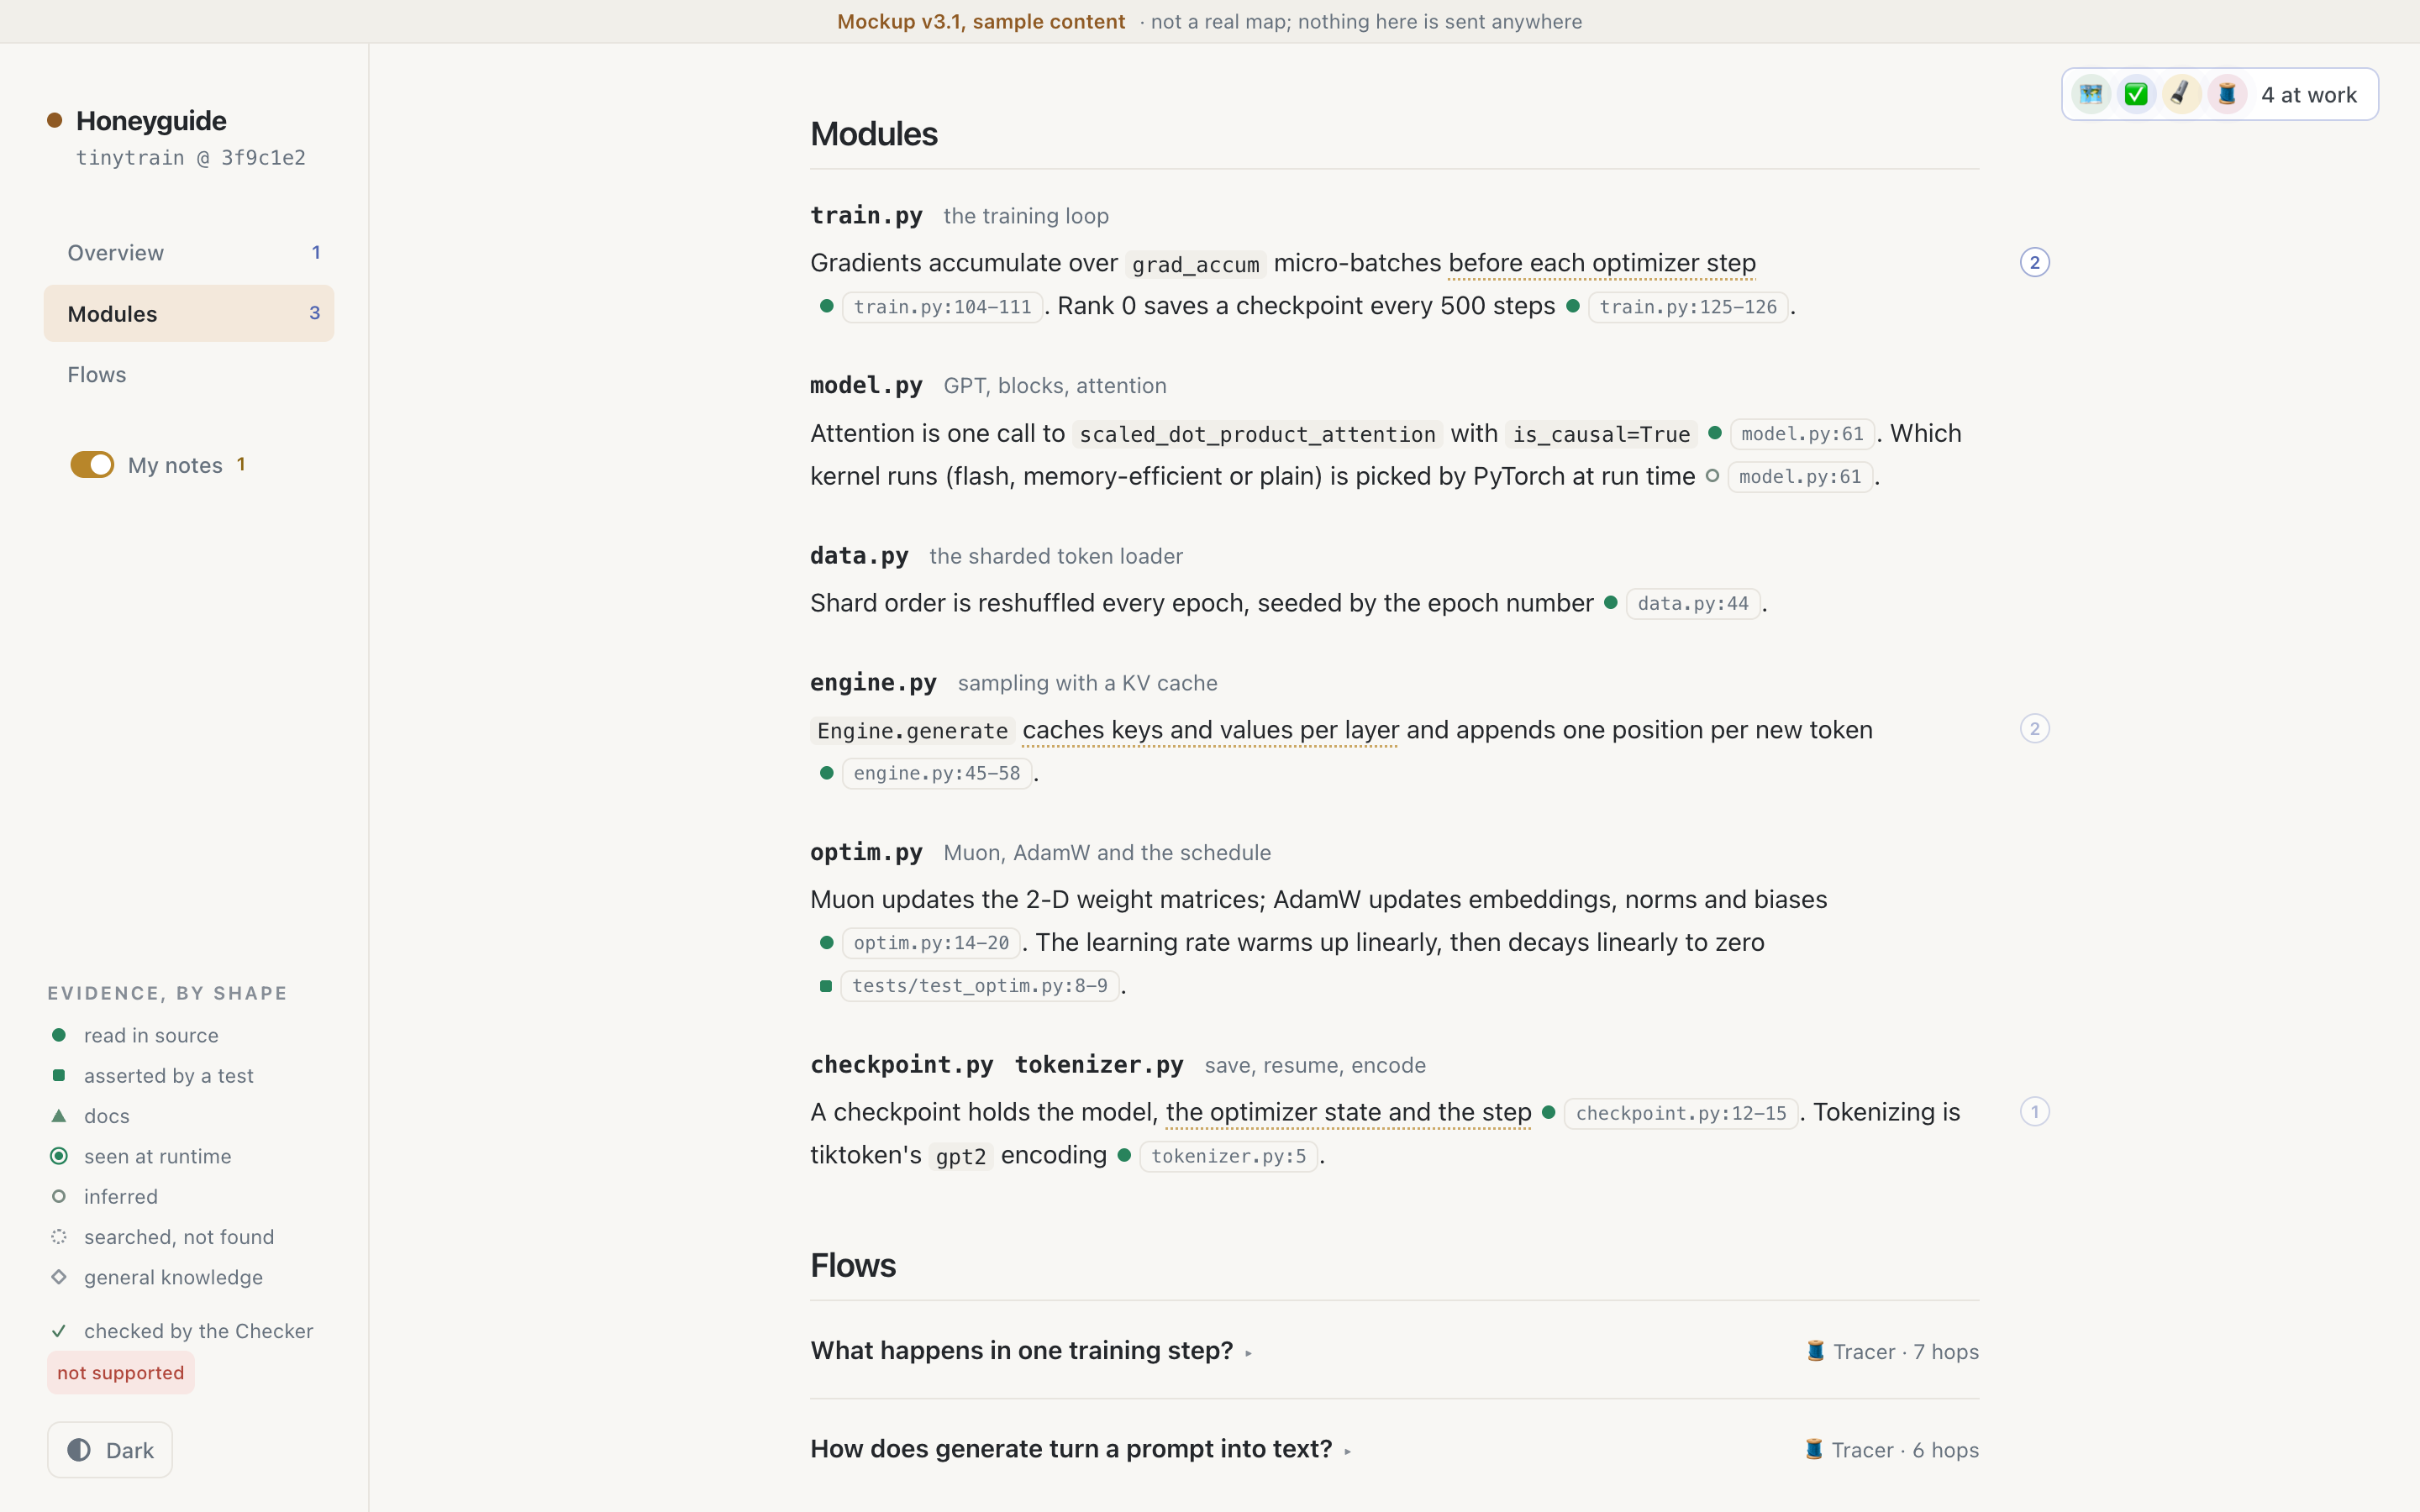 Mockup v3.1, sample content · not a real map; nothing here is sent anywhere
Honeyguide
tinytrain @ 3f9c1e2
Overview 1
Modules 3
Flows
My notes 1
EVIDENCE, BY SHAPE
read in source
asserted by a test
docs
seen at runtime
inferred
searched, not found
general knowledge
checked by the Checker
not supported
Dark
4 at work
Modules
train.py the training loop
Gradients accumulate over grad_accum micro-batches before each optimizer step 2
train.py:104–111. Rank 0 saves a checkpoint every 500 steps train.py:125–126.
model.py GPT, blocks, attention
Attention is one call to scaled_dot_product_attention with is_causal=True model.py:61. Which
kernel runs (flash, memory-efficient or plain) is picked by PyTorch at run time model.py:61.
data.py the sharded token loader
Shard order is reshuffled every epoch, seeded by the epoch number data.py:44.
engine.py sampling with a KV cache
Engine.generate caches keys and values per layer and appends one position per new token 2
engine.py:45–58.
optim.py Muon, AdamW and the schedule
Muon updates the 2-D weight matrices; AdamW updates embeddings, norms and biases
optim.py:14–20. The learning rate warms up linearly, then decays linearly to zero
tests/test_optim.py:8–9.
checkpoint.py tokenizer.py save, resume, encode
A checkpoint holds the model, the optimizer state and the step checkpoint.py:12–15. Tokenizing is 1
tiktoken's gpt2 encoding tokenizer.py:5.
Flows
What happens in one training step? ▸ Tracer · 7 hops
How does generate turn a prompt into text? ▸ Tracer · 6 hops